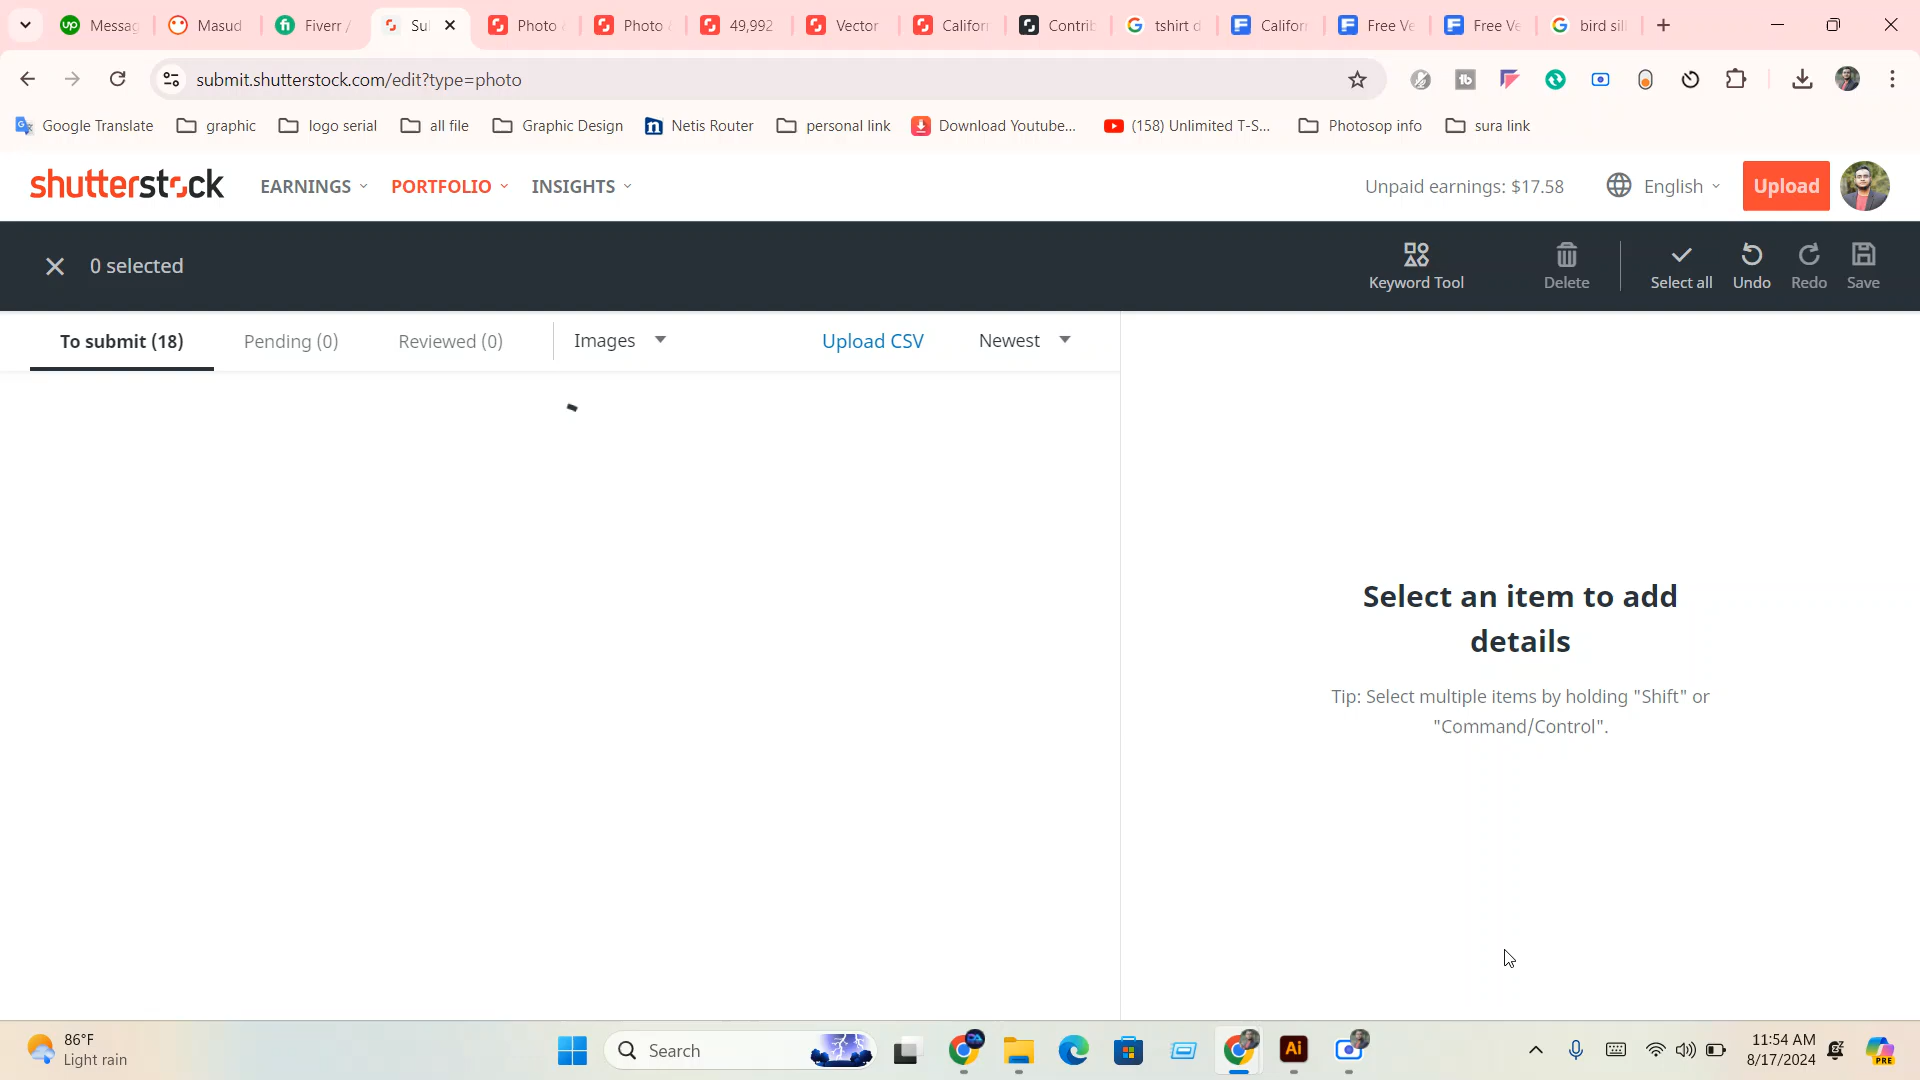 Messag
Masud
Fiverr /
Su
Photo
Photo
49,992
Vector
Californ
Contrib
tshirt d
Californ
Free Ve
Free Ve
bird sill
submit.shutterstock.com/edit?type=photo
Google Translate
graphic
logo serial
all file
Graphic Design
Netis Router
personal link
Download Youtube...
(158) Unlimited T-S...
Photosop info
sura link
shutterstock
EARNINGS
PORTFOLIO
INSIGHTS
Unpaid earnings: $17.58
English
Upload
0 selected
Keyword Tool
Delete
Select all
Undo
Redo
Save
To submit (18)
Pending (0)
Reviewed (0)
Images
Upload CSV
Newest
Select an item to add
details
Tip: Select multiple items by holding "Shift" or
"Command/Control".
86°F
Light rain
Search
Ai
11:54 AM
8/17/2024
PRE